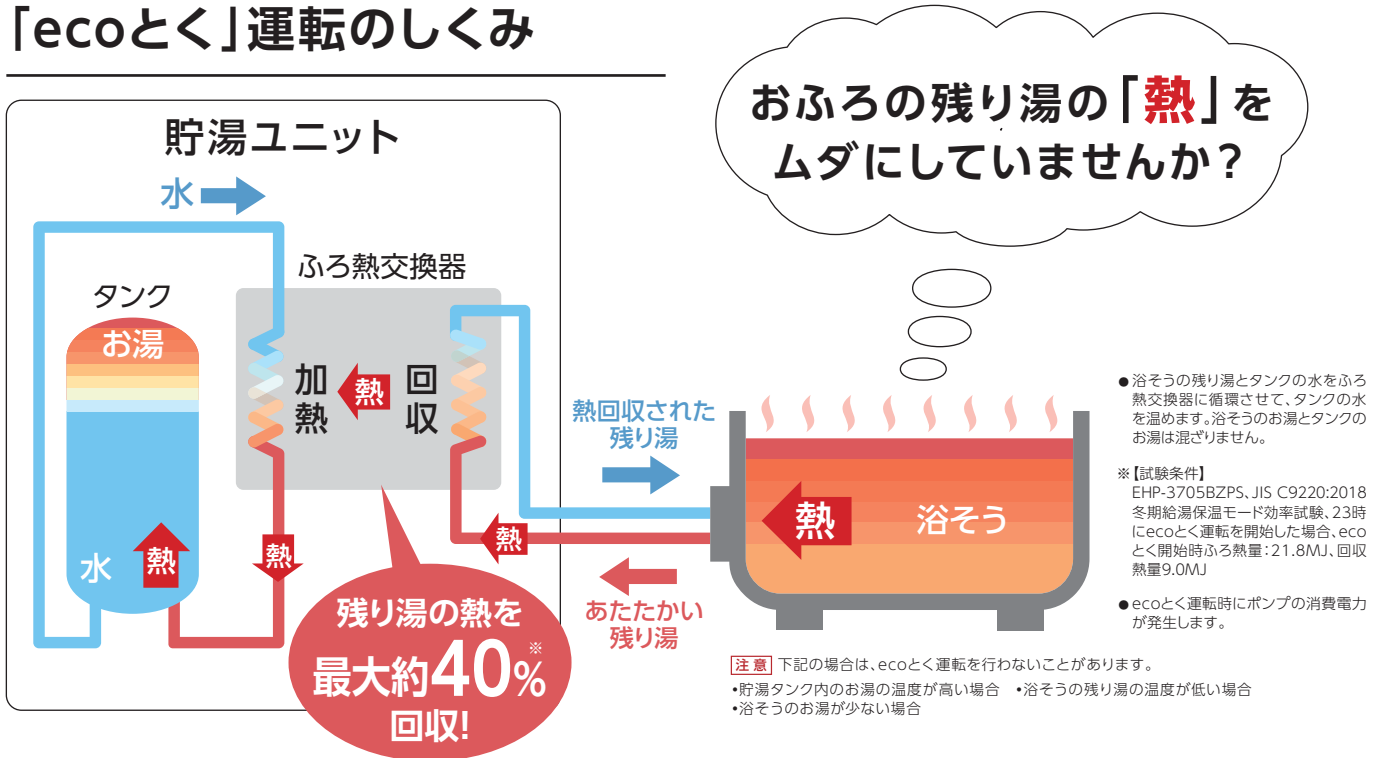 「ecoとく」運転のしくみ
おふろの残り湯の「熱」を
ムダにしていませんか？
貯湯ユニット
水
ふろ熱交換器
タンク
お湯
加熱
熱
回収
水
熱
熱
熱
熱回収された
残り湯
あたたかい
残り湯
熱
浴そう
残り湯の熱を
最大約40%※
回収!
●浴そうの残り湯とタンクの水をふろ
熱交換器に循環させて、タンクの水
を温めます。浴そうのお湯とタンクの
お湯は混ざりません。
※【試験条件】
EHP-3705BZPS、JIS C9220:2018
冬期給湯保温モード効率試験、23時
にecoとく運転を開始した場合、eco
とく開始時ふろ熱量：21.8MJ、回収
熱量9.0MJ
●ecoとく運転時にポンプの消費電力
が発生します。
注意 下記の場合は、ecoとく運転を行わないことがあります。
•貯湯タンク内のお湯の温度が高い場合 •浴そうの残り湯の温度が低い場合
•浴そうのお湯が少ない場合